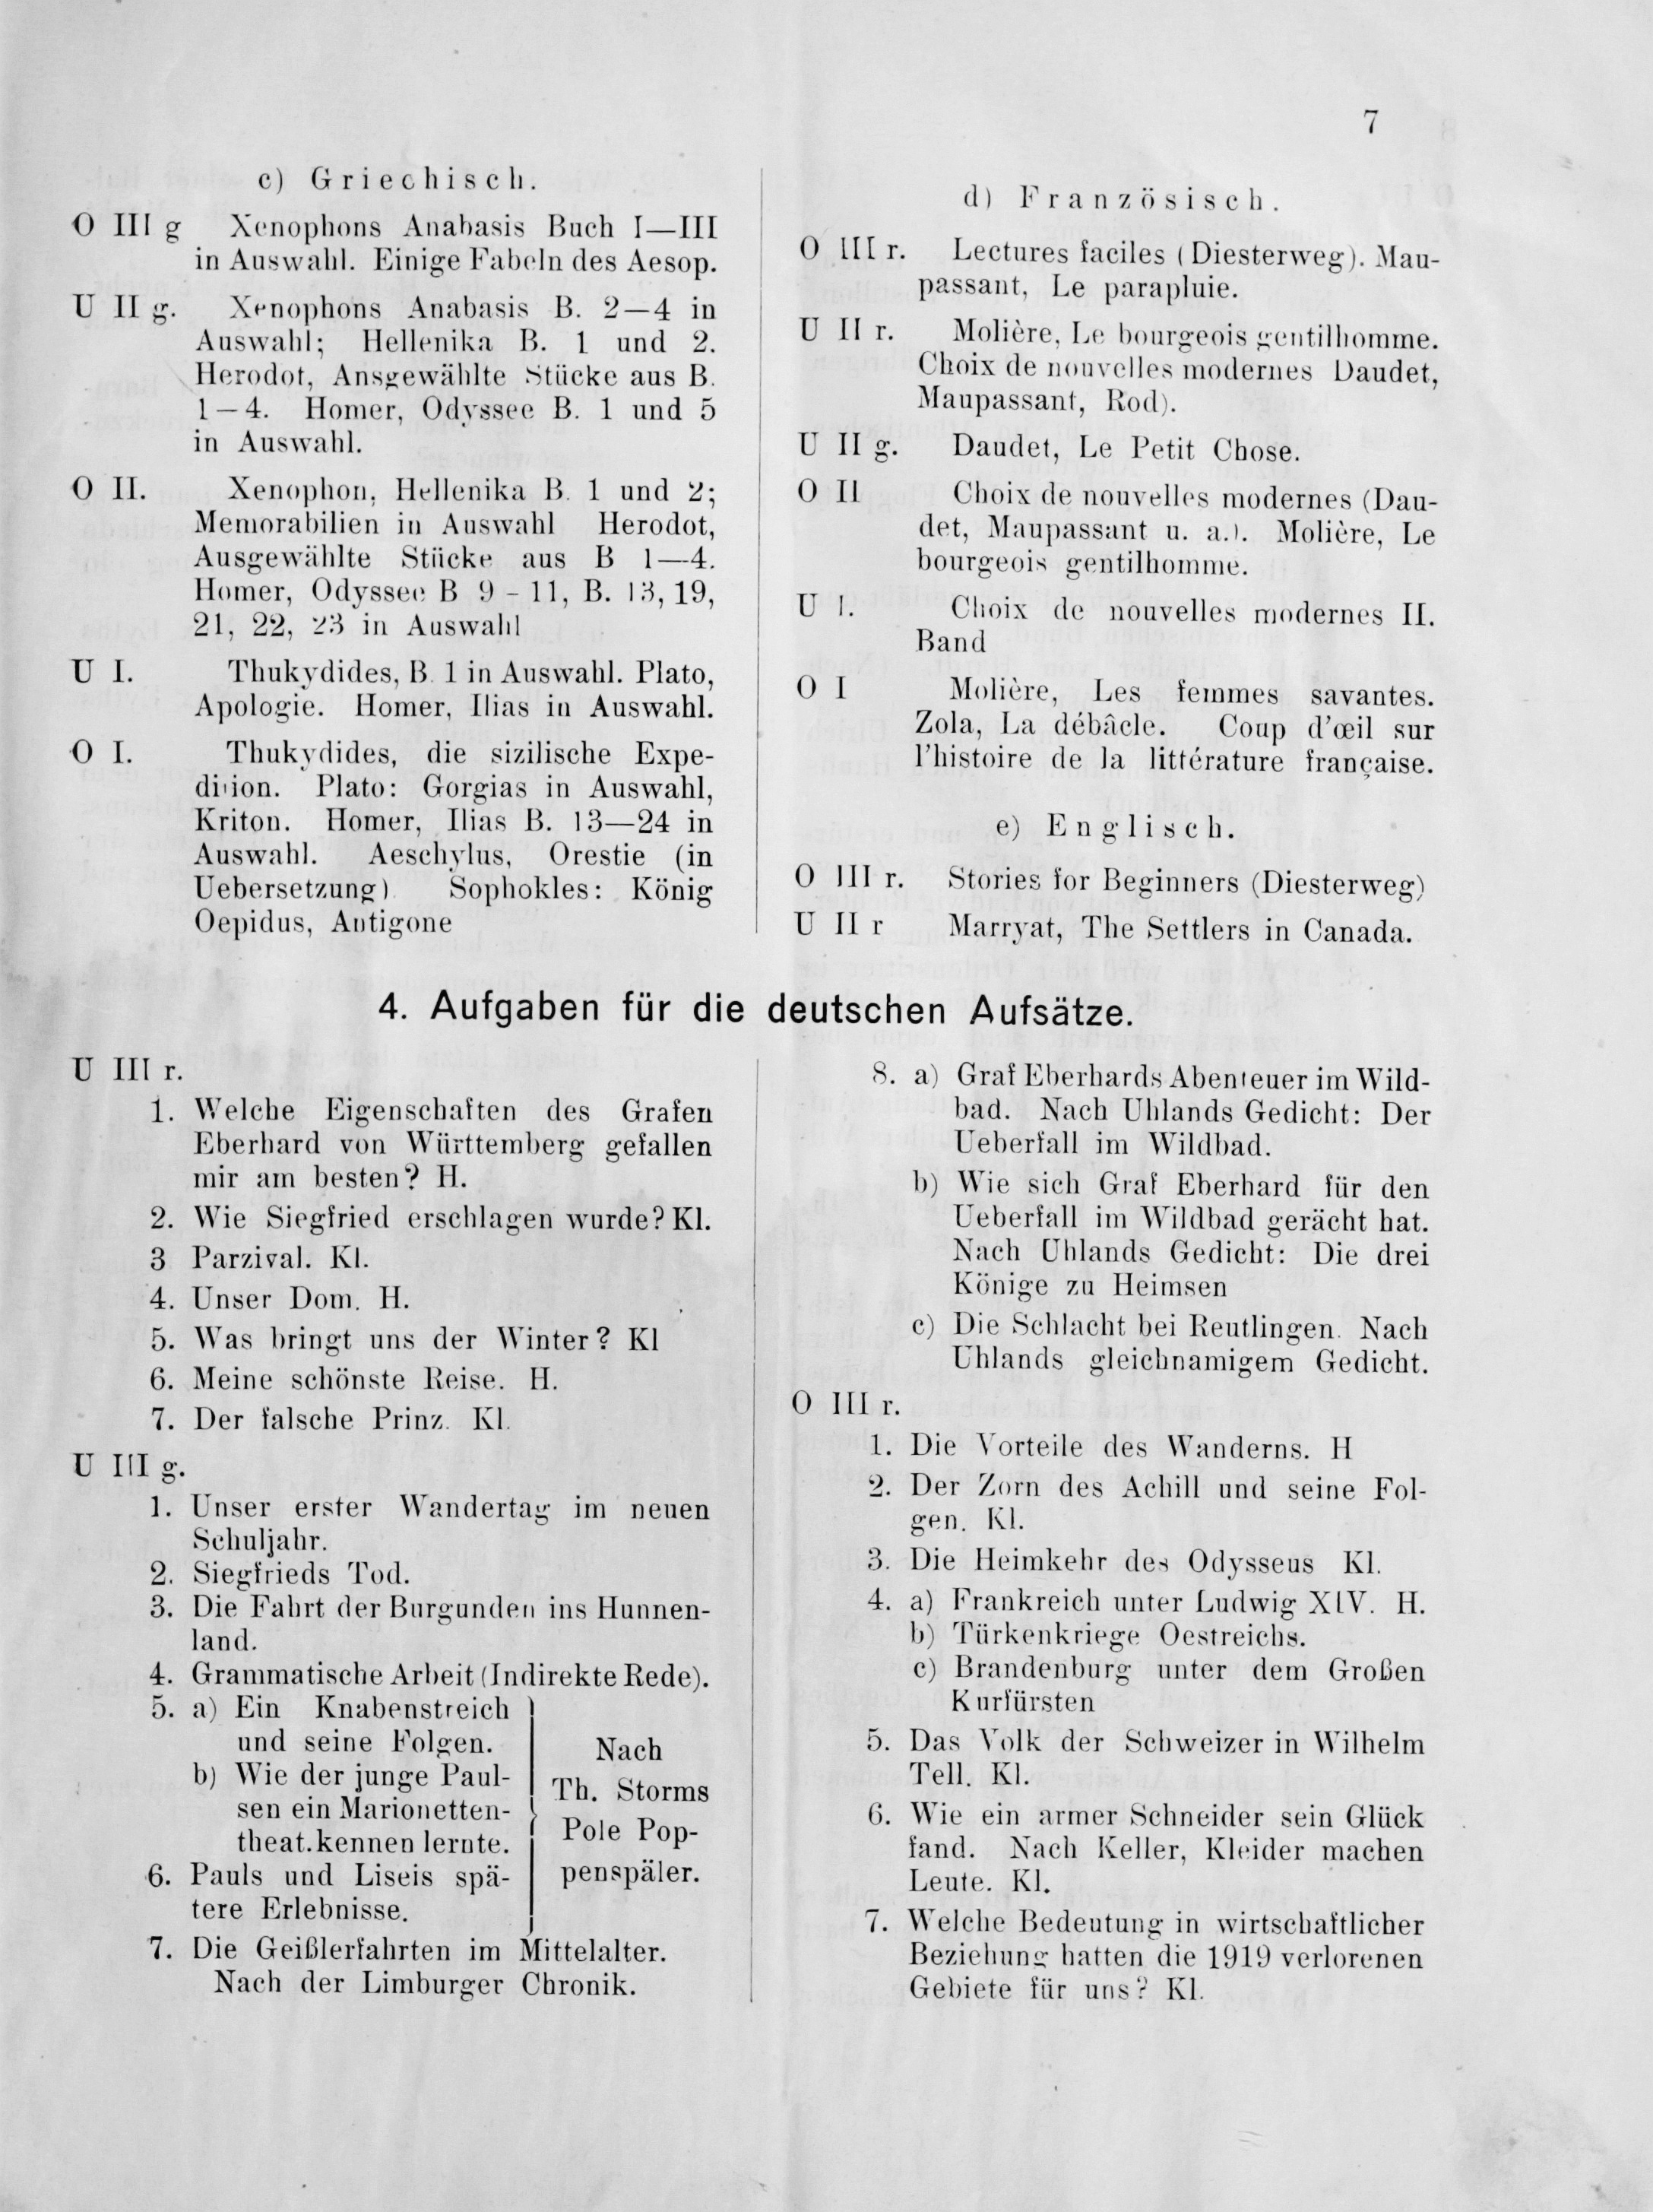 7
c) Griechisch.
O III g Xenophons Anabasis Buch I—III
in Auswahl. Einige Fabeln des Aesop.
U II g. Xenophons Anabasis B. 2—4 in
Auswahl; Hellenika B. 1 und 2.
Herodot, Ansgewählte Stücke aus B.
1—4. Homer, Odyssee B. 1 und 5
in Auswahl.
O II. Xenophon, Hellenika B. 1 und 2;
Memorabilien in Auswahl Herodot,
Ausgewählte Stücke aus B 1—4.
Homer, Odyssee B 9 – 11, B. 13, 19,
21, 22, 23 in Auswahl
U I. Thukydides, B. 1 in Auswahl. Plato,
Apologie. Homer, Ilias in Auswahl.
O I. Thukydides, die sizilische Expe-
dition. Plato: Gorgias in Auswahl,
Kriton. Homer, Ilias B. 13—24 in
Auswahl. Aeschylus, Orestie (in
Uebersetzung) Sophokles: König
Oepidus, Antigone
d) Französisch.
O III r. Lectures faciles (Diesterweg). Mau-
passant, Le parapluie.
U II r. Molière, Le bourgeois gentilhomme.
Choix de nouvelles modernes Daudet,
Maupassant, Rod).
U II g. Daudet, Le Petit Chose.
O II Choix de nouvelles modernes (Dau-
det, Maupassant u. a.). Molière, Le
bourgeois gentilhomme.
U I. Choix de nouvelles modernes II.
Band
O I Molière, Les femmes savantes.
Zola, La débâcle. Coup d'œil sur
l'histoire de la littérature française.
e) Englisch.
O III r. Stories for Beginners (Diesterweg)
U II r Marryat, The Settlers in Canada.
4. Aufgaben für die deutschen Aufsätze.
U III r.
1. Welche Eigenschaften des Grafen
Eberhard von Württemberg gefallen
mir am besten? H.
2. Wie Siegfried erschlagen wurde? Kl.
3 Parzival. Kl.
4. Unser Dom. H.
5. Was bringt uns der Winter? Kl
6. Meine schönste Reise. H.
7. Der falsche Prinz. Kl.
U III g.
1. Unser erster Wandertag im neuen
Schuljahr.
2. Siegfrieds Tod.
3. Die Fahrt der Burgunden ins Hunnen-
land.
4. Grammatische Arbeit (Indirekte Rede).
5. a) Ein Knabenstreich
und seine Folgen.
b) Wie der junge Paul-
sen ein Marionetten-
theat. kennen lernte.
6. Pauls und Liseis spä-
tere Erlebnisse.
Nach
Th. Storms
Pole Pop-
penspäler.
7. Die Geißlerfahrten im Mittelalter.
Nach der Limburger Chronik.
8. a) Graf Eberhards Abenteuer im Wild-
bad. Nach Uhlands Gedicht: Der
Ueberfall im Wildbad.
b) Wie sich Graf Eberhard für den
Ueberfall im Wildbad gerächt hat.
Nach Uhlands Gedicht: Die drei
Könige zu Heimsen
c) Die Schlacht bei Reutlingen. Nach
Uhlands gleichnamigem Gedicht.
O III r.
1. Die Vorteile des Wanderns. H
2. Der Zorn des Achill und seine Fol-
gen. Kl.
3. Die Heimkehr des Odysseus Kl.
4. a) Frankreich unter Ludwig XIV. H.
b) Türkenkriege Oestreichs.
c) Brandenburg unter dem Großen
Kurfürsten
5. Das Volk der Schweizer in Wilhelm
Tell. Kl.
6. Wie ein armer Schneider sein Glück
fand. Nach Keller, Kleider machen
Leute. Kl.
7. Welche Bedeutung in wirtschaftlicher
Beziehung hatten die 1919 verlorenen
Gebiete für uns? Kl.